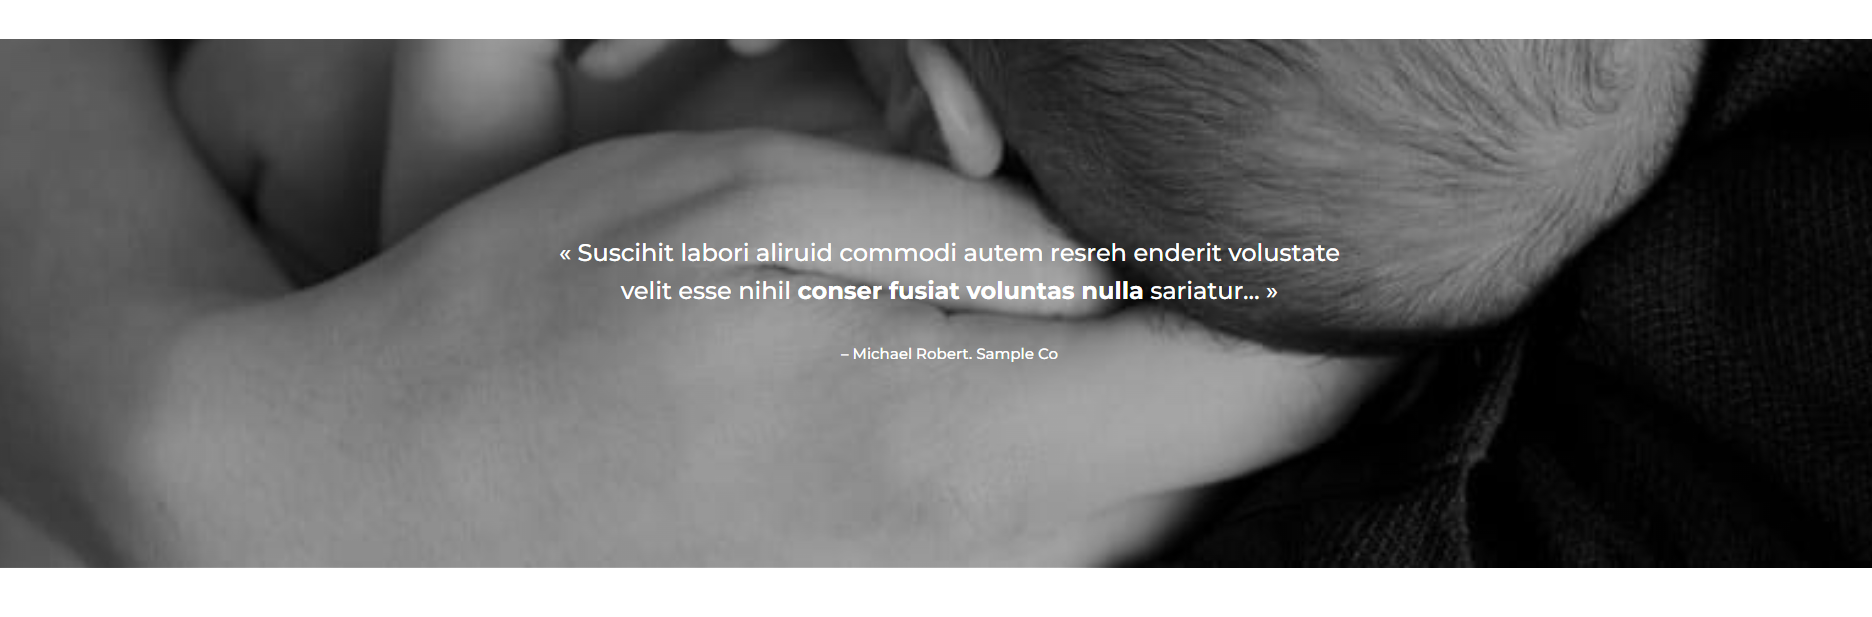 « Suscihit labori aliruid commodi autem resreh enderit volustate
velit esse nihil conser fusiat voluntas nulla sariatur... »
– Michael Robert. Sample Co